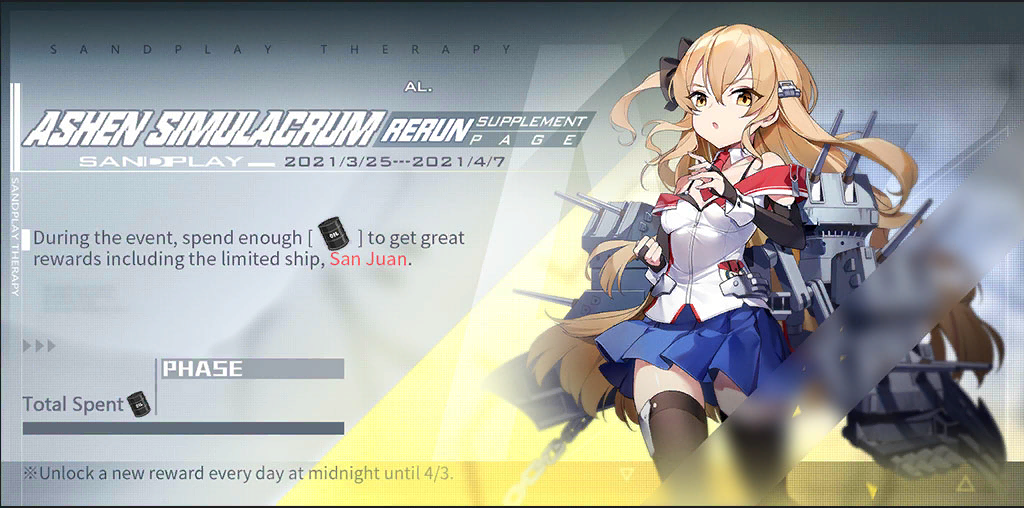 SANDPLAY THERAPY
AL.
ASHEN SIMULACRUM RERUN SUPPLEMENT PAGE
SANDPLAY 2021/3/25---2021/4/7
SANDPLAY THERAPY
During the event, spend enough [ OIL ] to get great
rewards including the limited ship, San Juan.
PHASE
Total Spent OIL
※Unlock a new reward every day at midnight until 4/3.